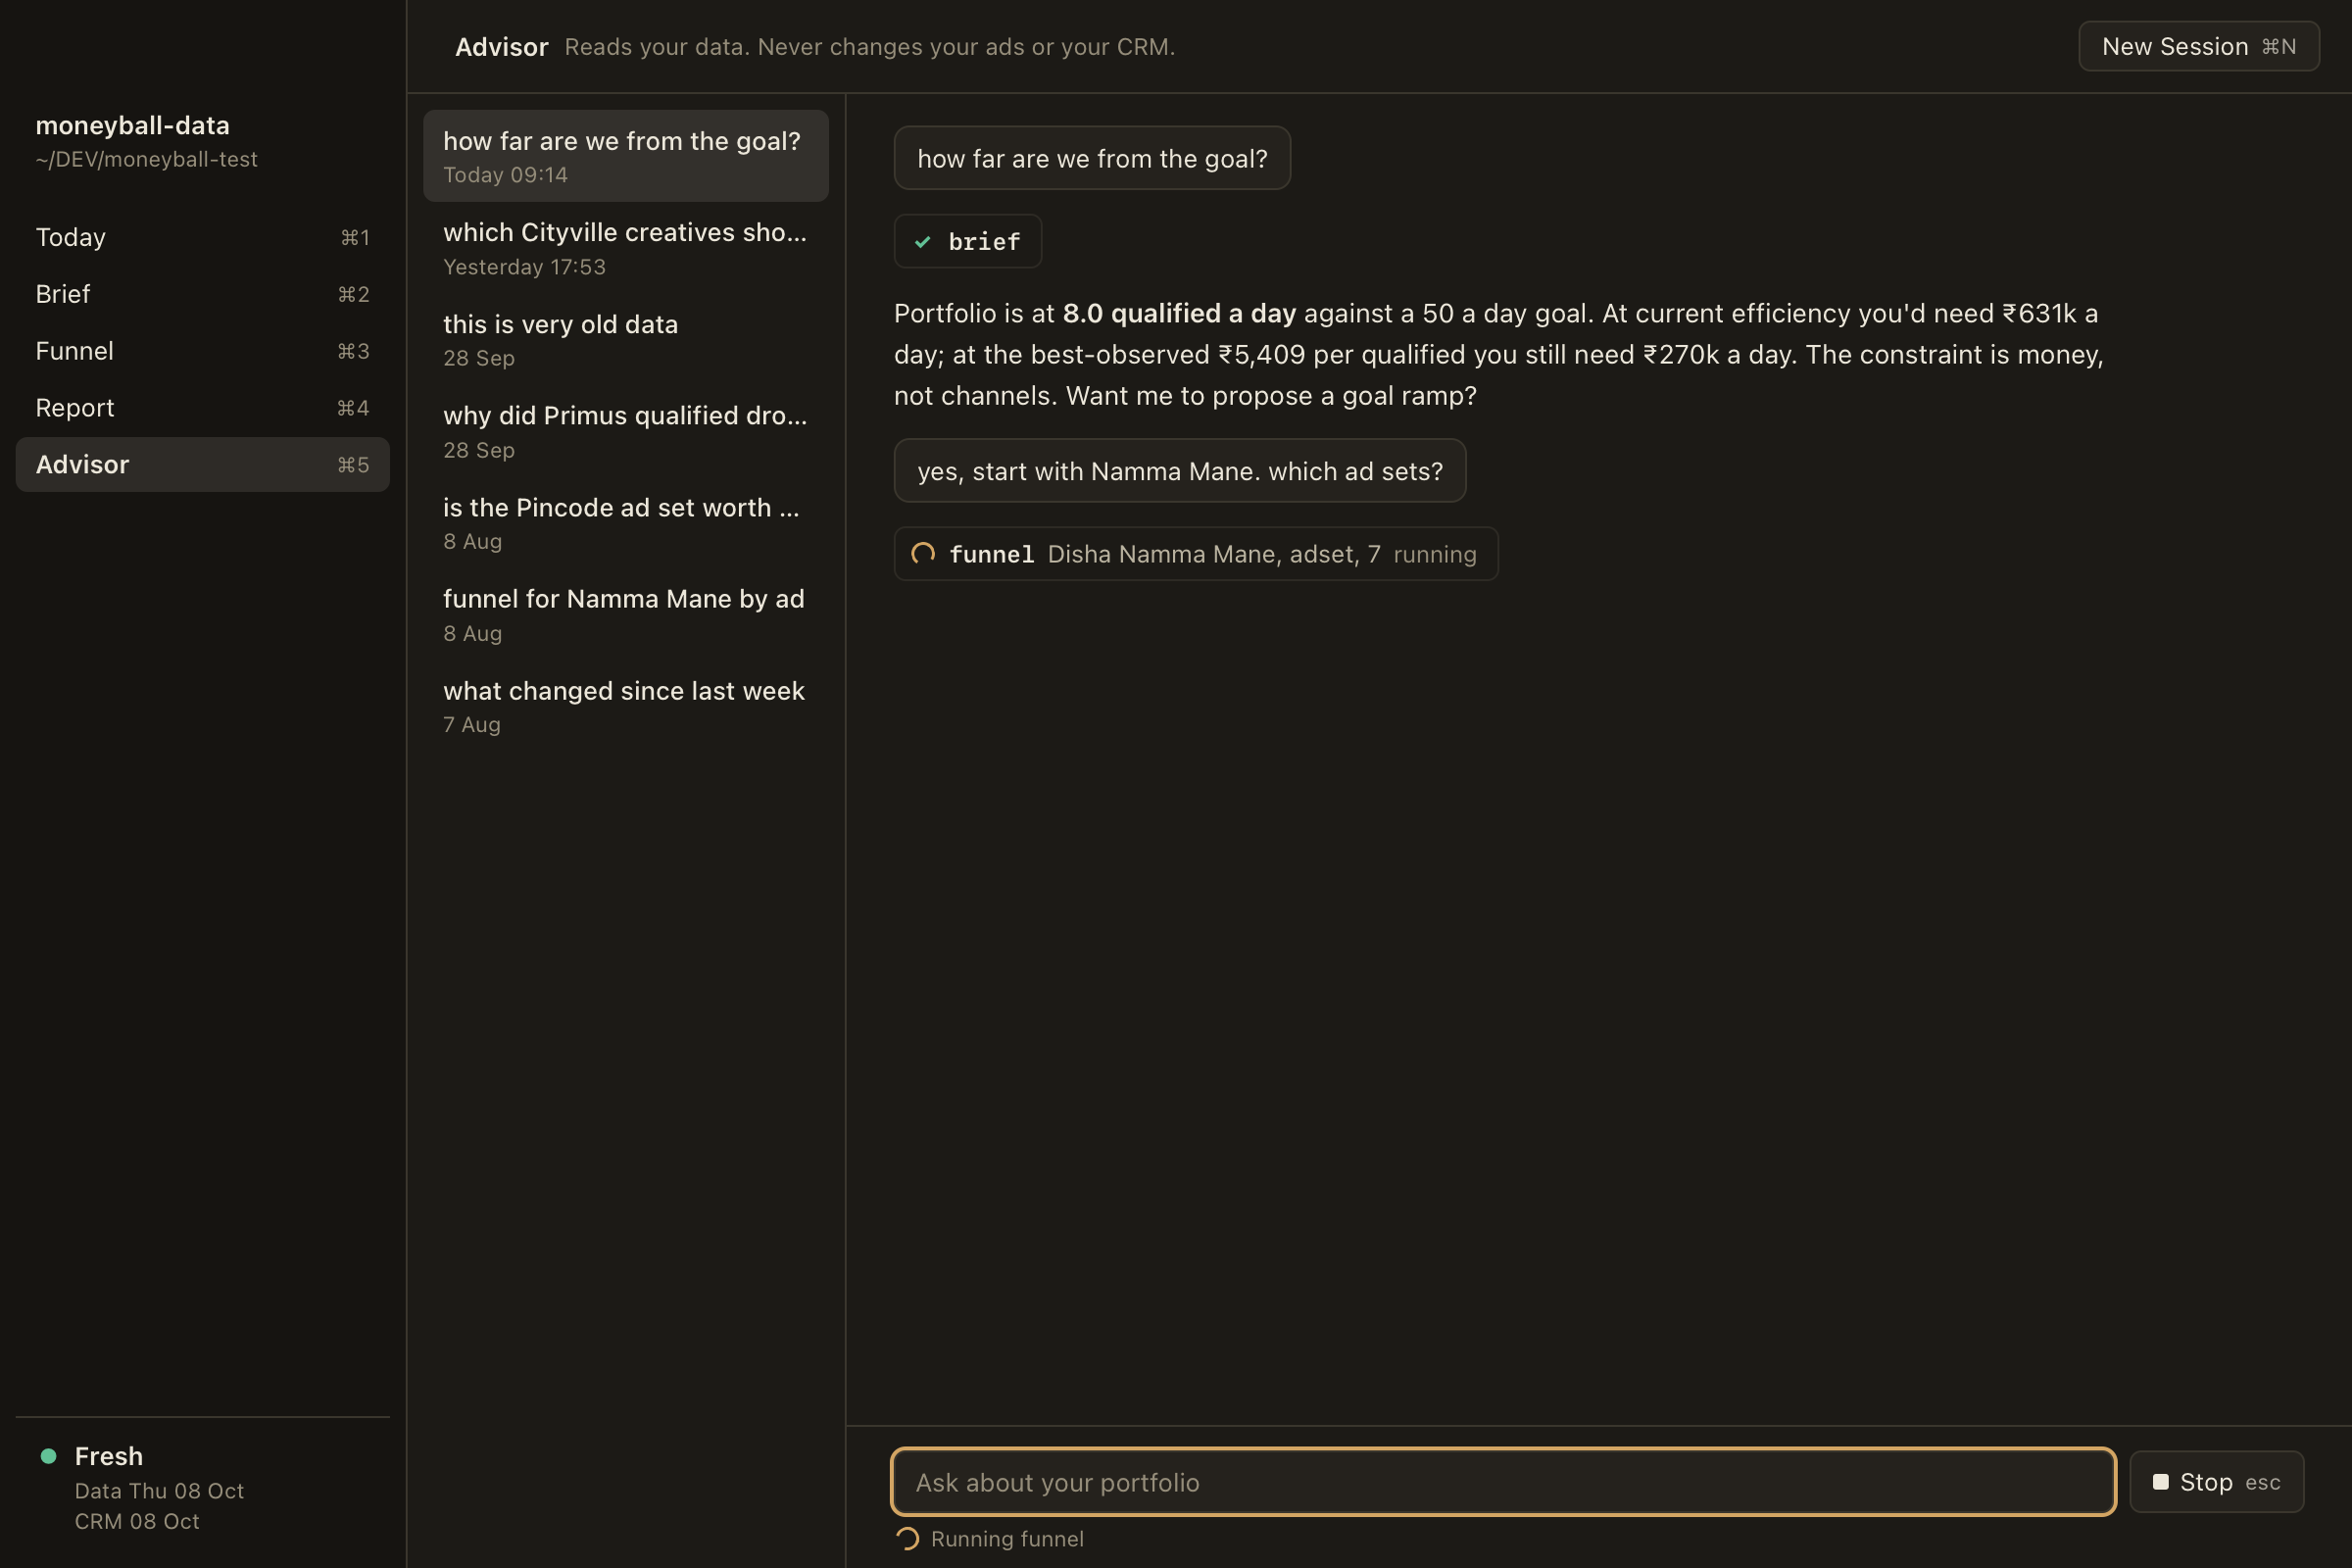 moneyball-data
~/DEV/moneyball-test
Today ⌘1
Brief ⌘2
Funnel ⌘3
Report ⌘4
Advisor ⌘5
Fresh
Data Thu 08 Oct
CRM 08 Oct
Advisor Reads your data. Never changes your ads or your CRM.
New Session ⌘N
how far are we from the goal?
Today 09:14
which Cityville creatives sho...
Yesterday 17:53
this is very old data
28 Sep
why did Primus qualified dro...
28 Sep
is the Pincode ad set worth ...
8 Aug
funnel for Namma Mane by ad
8 Aug
what changed since last week
7 Aug
how far are we from the goal?
brief
Portfolio is at 8.0 qualified a day against a 50 a day goal. At current efficiency you'd need ₹631k a
day; at the best-observed ₹5,409 per qualified you still need ₹270k a day. The constraint is money,
not channels. Want me to propose a goal ramp?
yes, start with Namma Mane. which ad sets?
funnel Disha Namma Mane, adset, 7 running
Ask about your portfolio
Stop esc
Running funnel